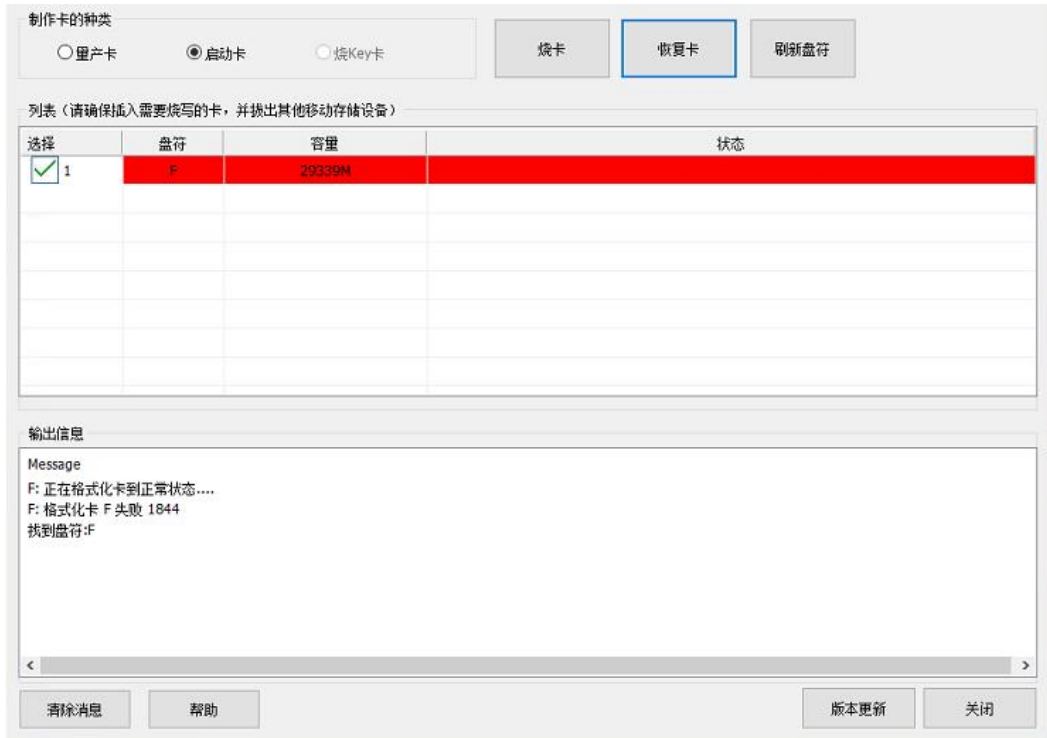 制作卡的种类
量产卡 启动卡 烧Key卡 烧卡 恢复卡 刷新盘符
列表(请确保插入需要烧写的卡，并拔出其他移动存储设备)
选择 盘符 容量 状态
1 F 29339M
输出信息
Message
F: 正在格式化卡到正常状态....
F: 格式化卡 F 失败 1844
找到盘符:F
清除消息 帮助 版本更新 关闭